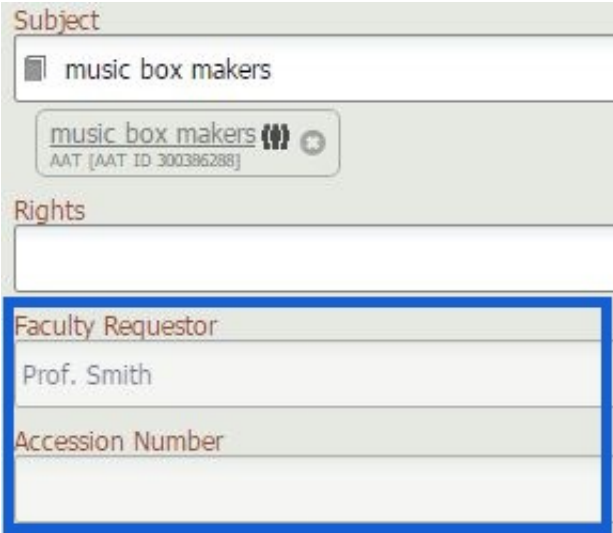 Subject
music box makers
music box makers
AAT [AAT ID 300386288]
Rights
Faculty Requestor
Prof. Smith
Accession Number